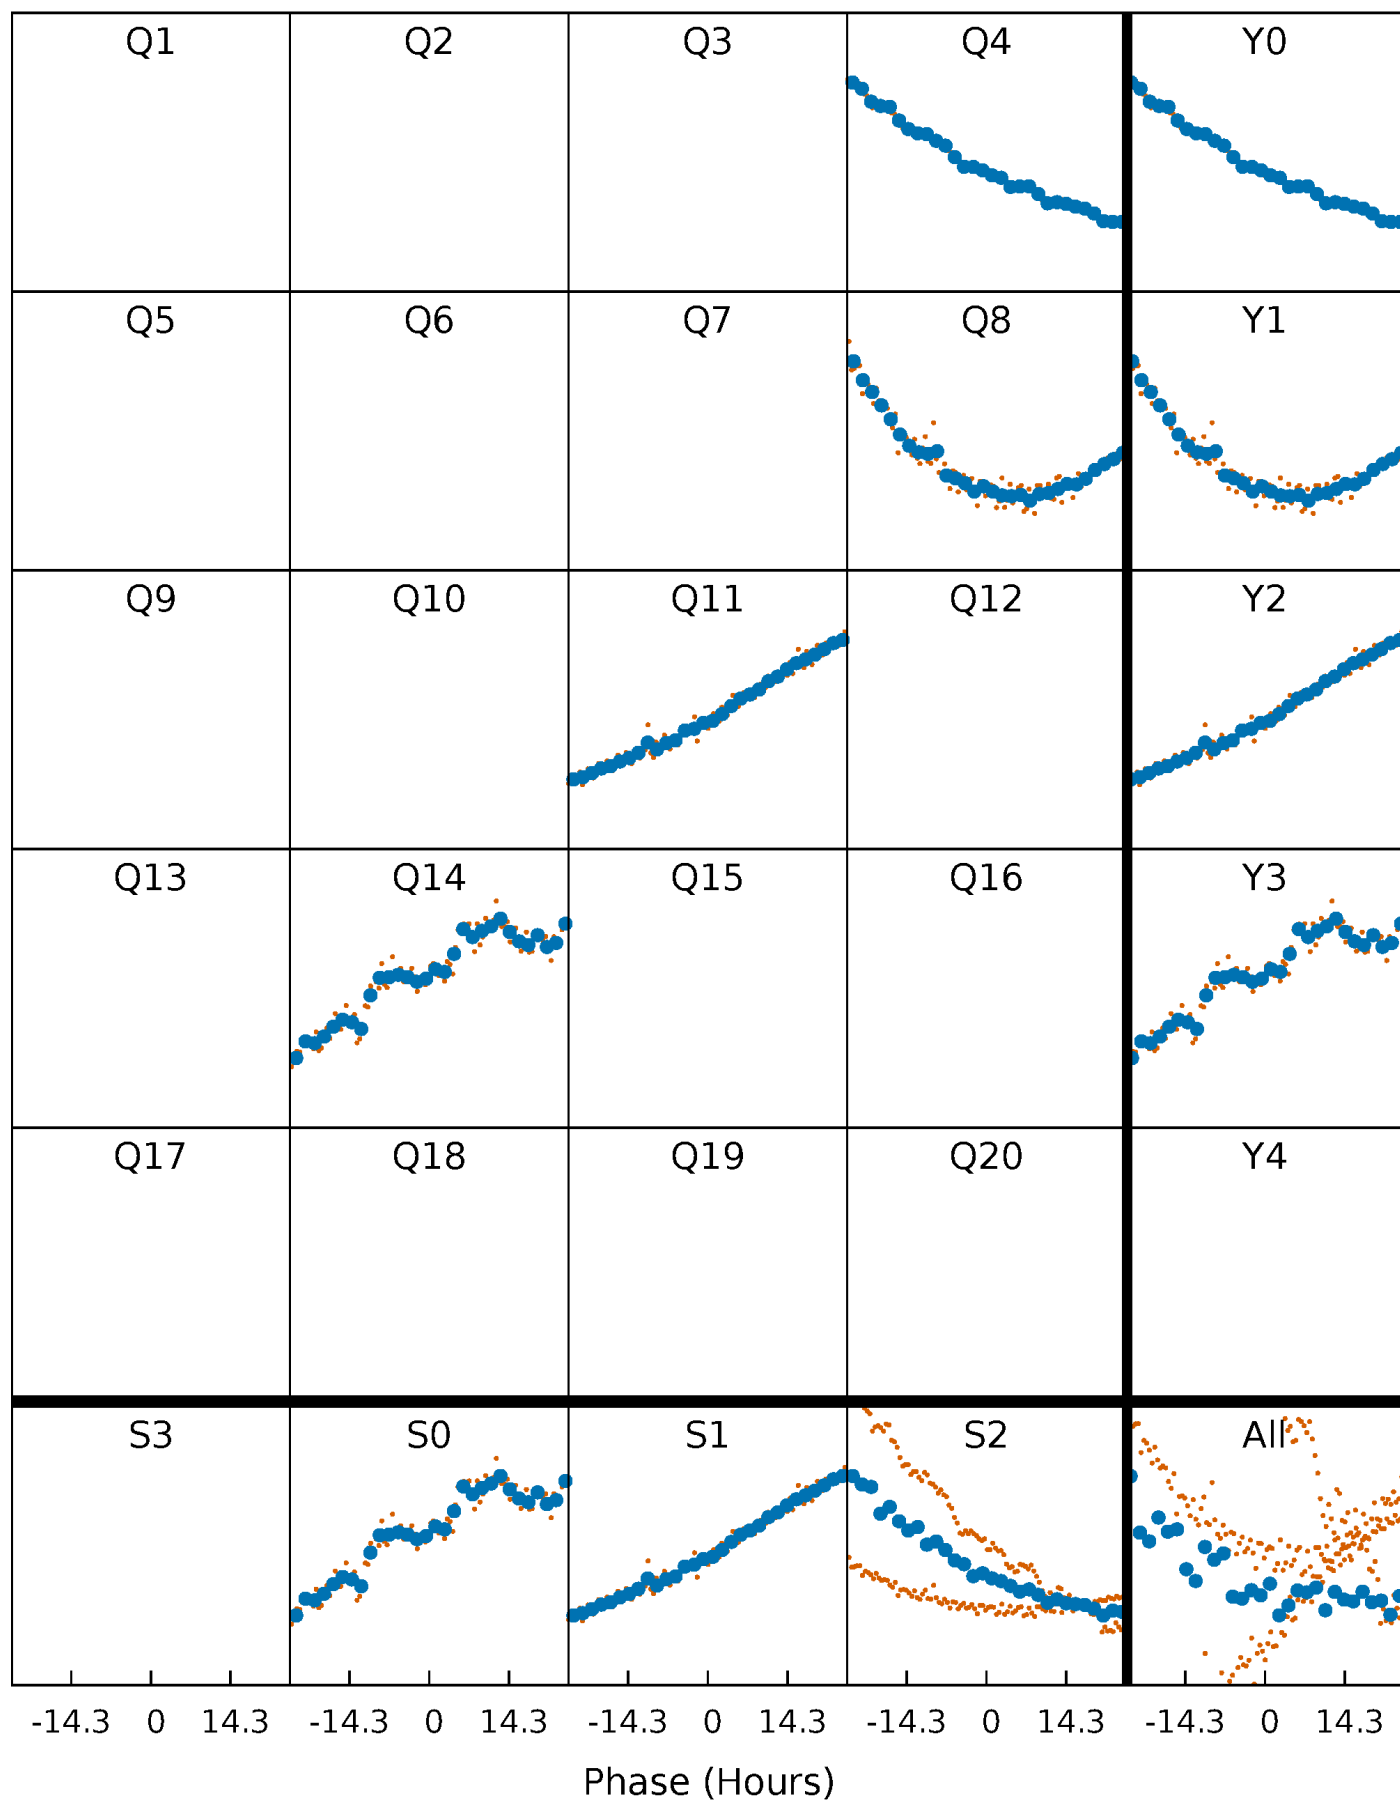 Q1 Q2 Q3 Q4 Y0
Q5 Q6 Q7 Q8 Y1
Q9 Q10 Q11 Q12 Y2
Q13 Q14 Q15 Q16 Y3
Q17 Q18 Q19 Q20 Y4
S3 S0 S1 S2 All
-14.3 0 14.3 -14.3 0 14.3 -14.3 0 14.3 -14.3 0 14.3 -14.3 0 14.3
Phase (Hours)